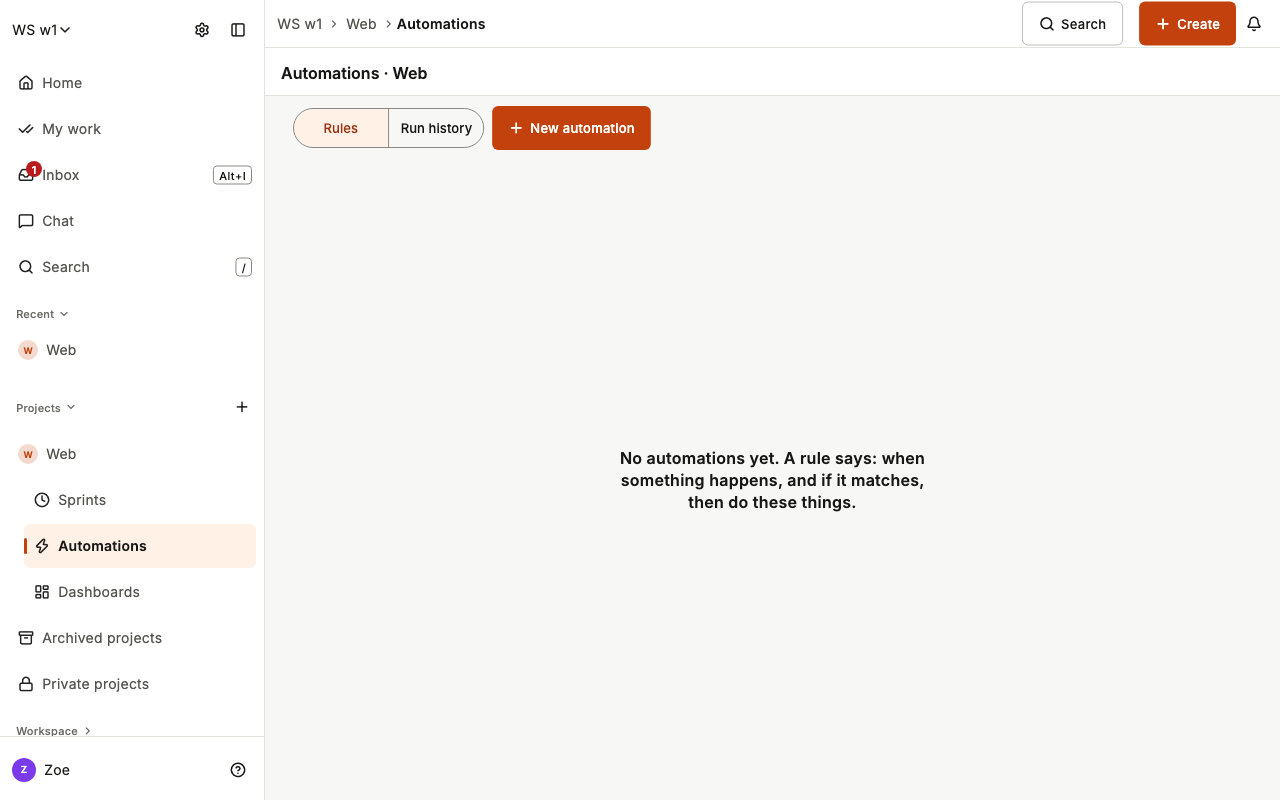 WS w1
Home
My work
1
Inbox
Alt+I
Chat
Search
/
Recent
W
Web
Projects
W
Web
Sprints
Automations
Dashboards
Archived projects
Private projects
Workspace
Z
Zoe
WS w1 > Web > Automations
Search
Create
Automations · Web
Rules
Run history
New automation
No automations yet. A rule says: when
something happens, and if it matches,
then do these things.